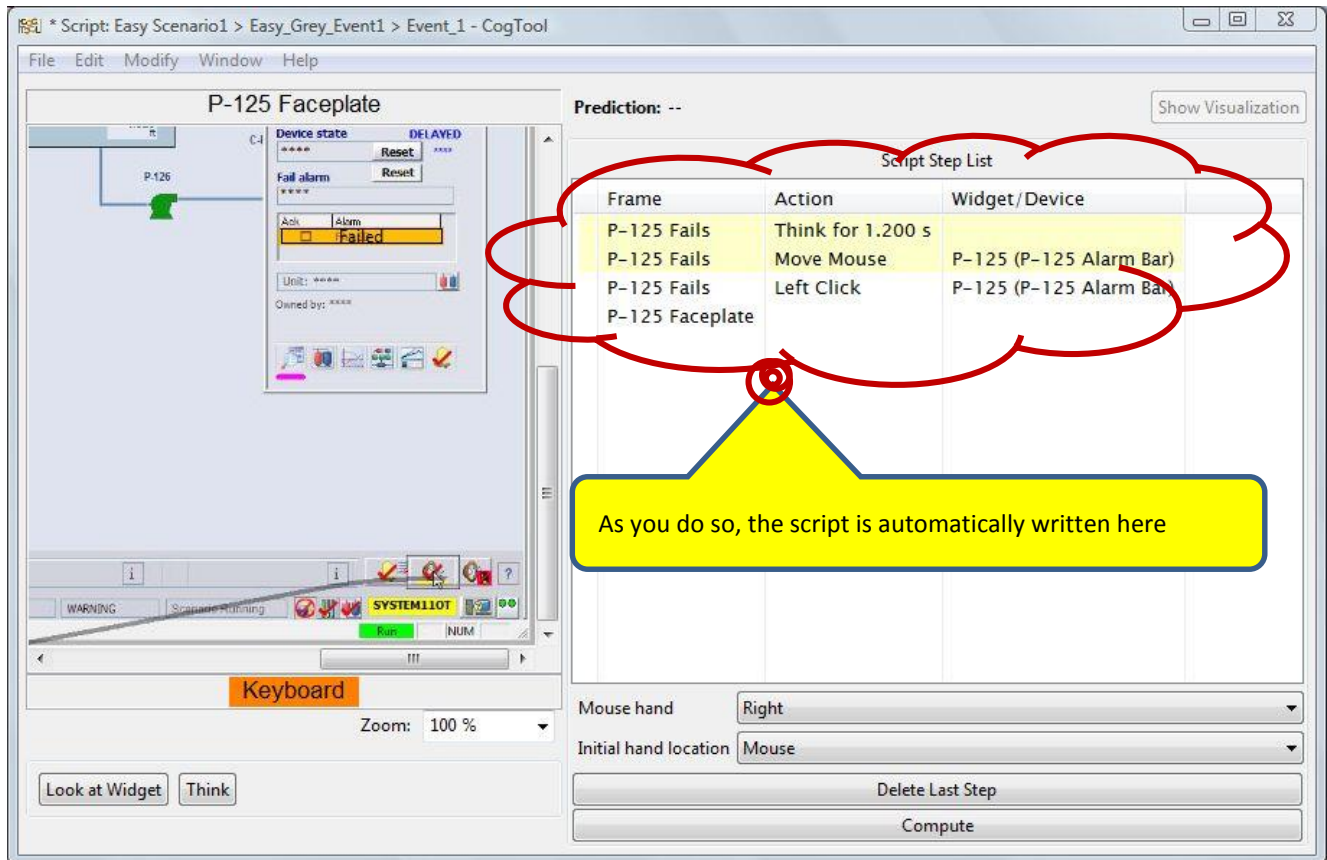 * Script: Easy Scenario1 > Easy_Grey_Event1 > Event_1 - CogTool
File Edit Modify Window Help
P-125 Faceplate
ft
Device state DELAYED
**** Reset ****
Fail alarm Reset
****
P-126
Ack Alarm
Failed
Unit: ****
Owned by: ****
i i ?
WARNING Scenario Running SYSTEM110T
Run NUM
Keyboard
Zoom: 100 %
Look at Widget Think
Prediction: -- Show Visualization
Script Step List
Frame Action Widget/Device
P-125 Fails Think for 1.200 s
P-125 Fails Move Mouse P-125 (P-125 Alarm Bar)
P-125 Fails Left Click P-125 (P-125 Alarm Bar)
P-125 Faceplate
As you do so, the script is automatically written here
Mouse hand Right
Initial hand location Mouse
Delete Last Step
Compute